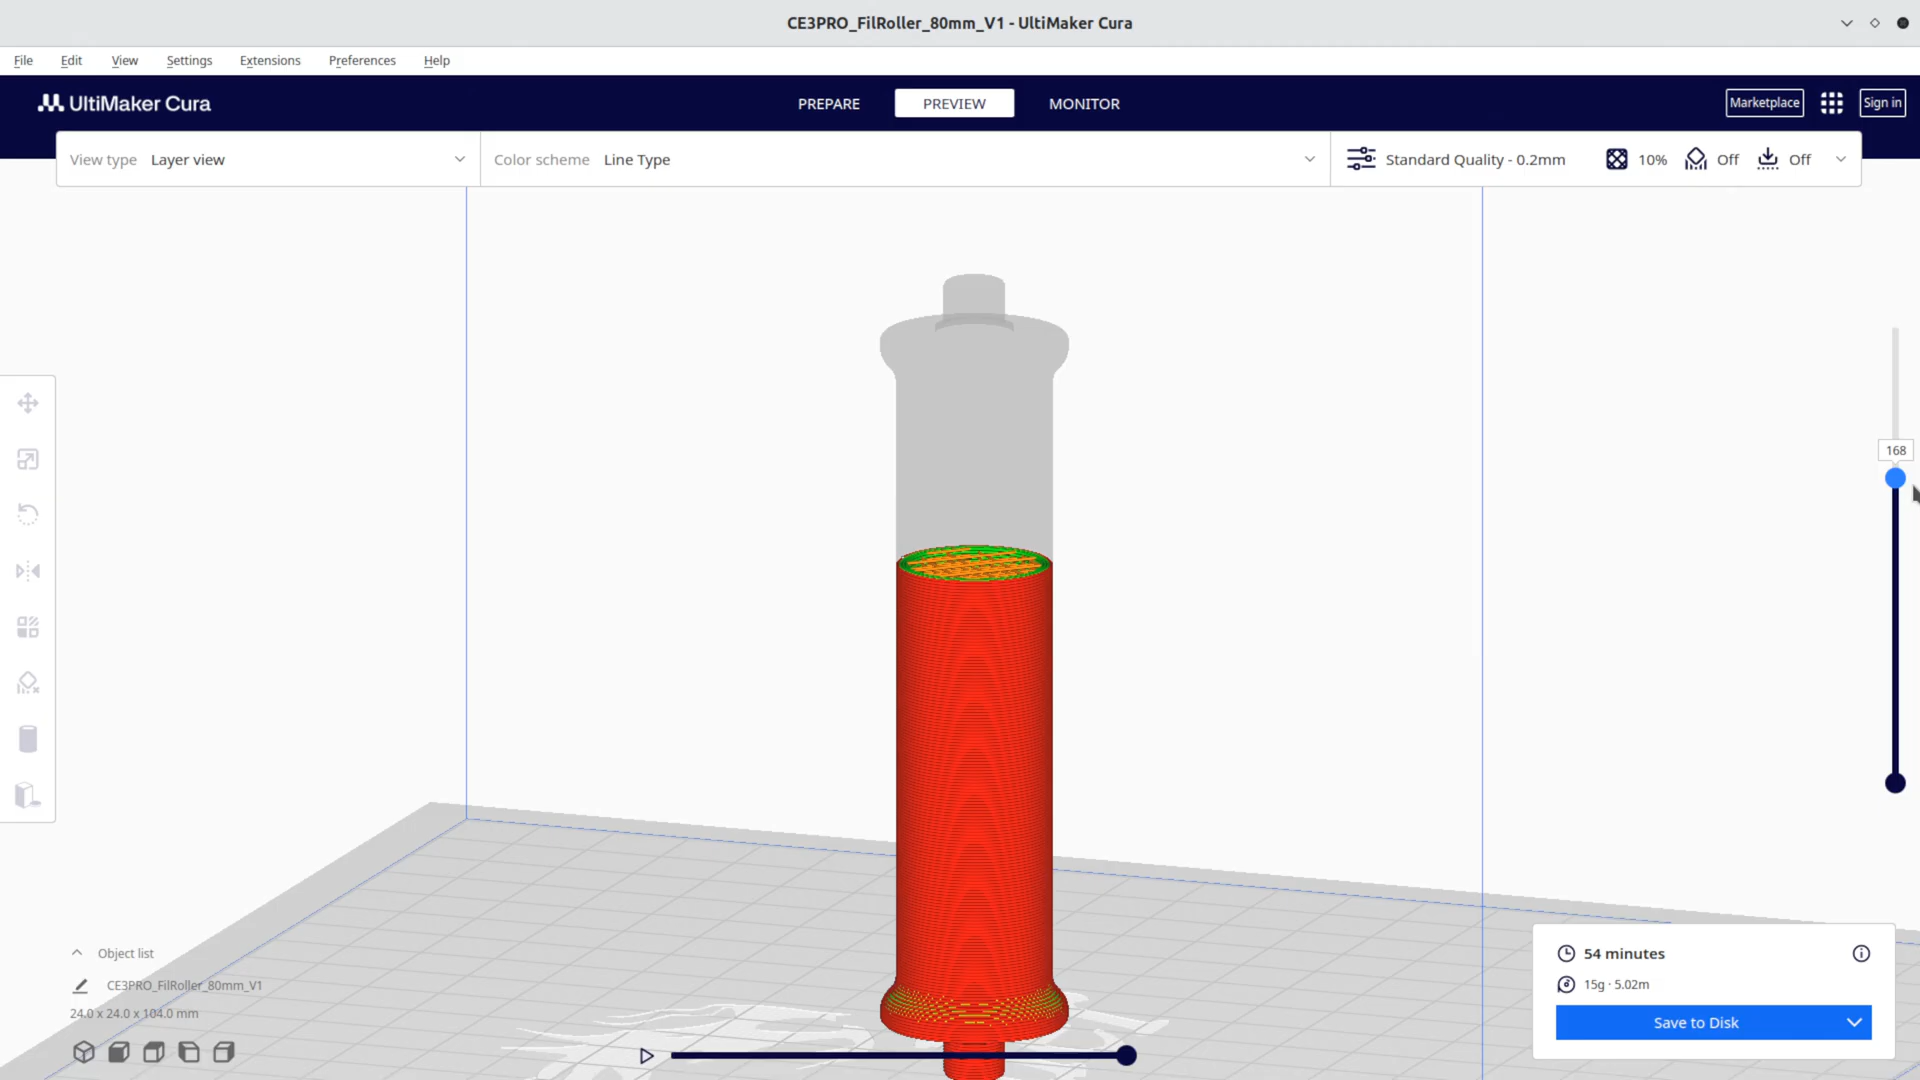 CE3PRO_FilRoller_80mm_V1 - UltiMaker Cura
File Edit View Settings Extensions Preferences Help
UltiMaker Cura PREPARE PREVIEW MONITOR Marketplace Sign in
View type Layer view Color scheme Line Type Standard Quality - 0.2mm 10% Off Off
168
Object list
CE3PRO_FilRoller_80mm_V1
24.0 x 24.0 x 104.0 mm
54 minutes
15g · 5.02m
Save to Disk